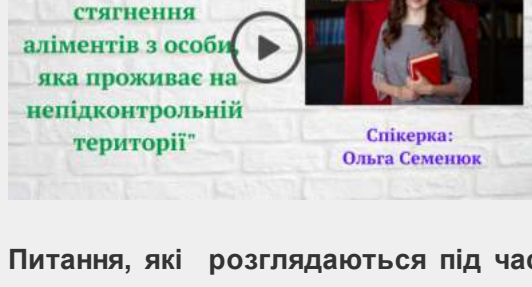 стягнення
аліментів з особи,
яка проживає на
непідконтрольній
території"
Спікерка:
Ольга Семенюк
Питання, які розглядаються під час